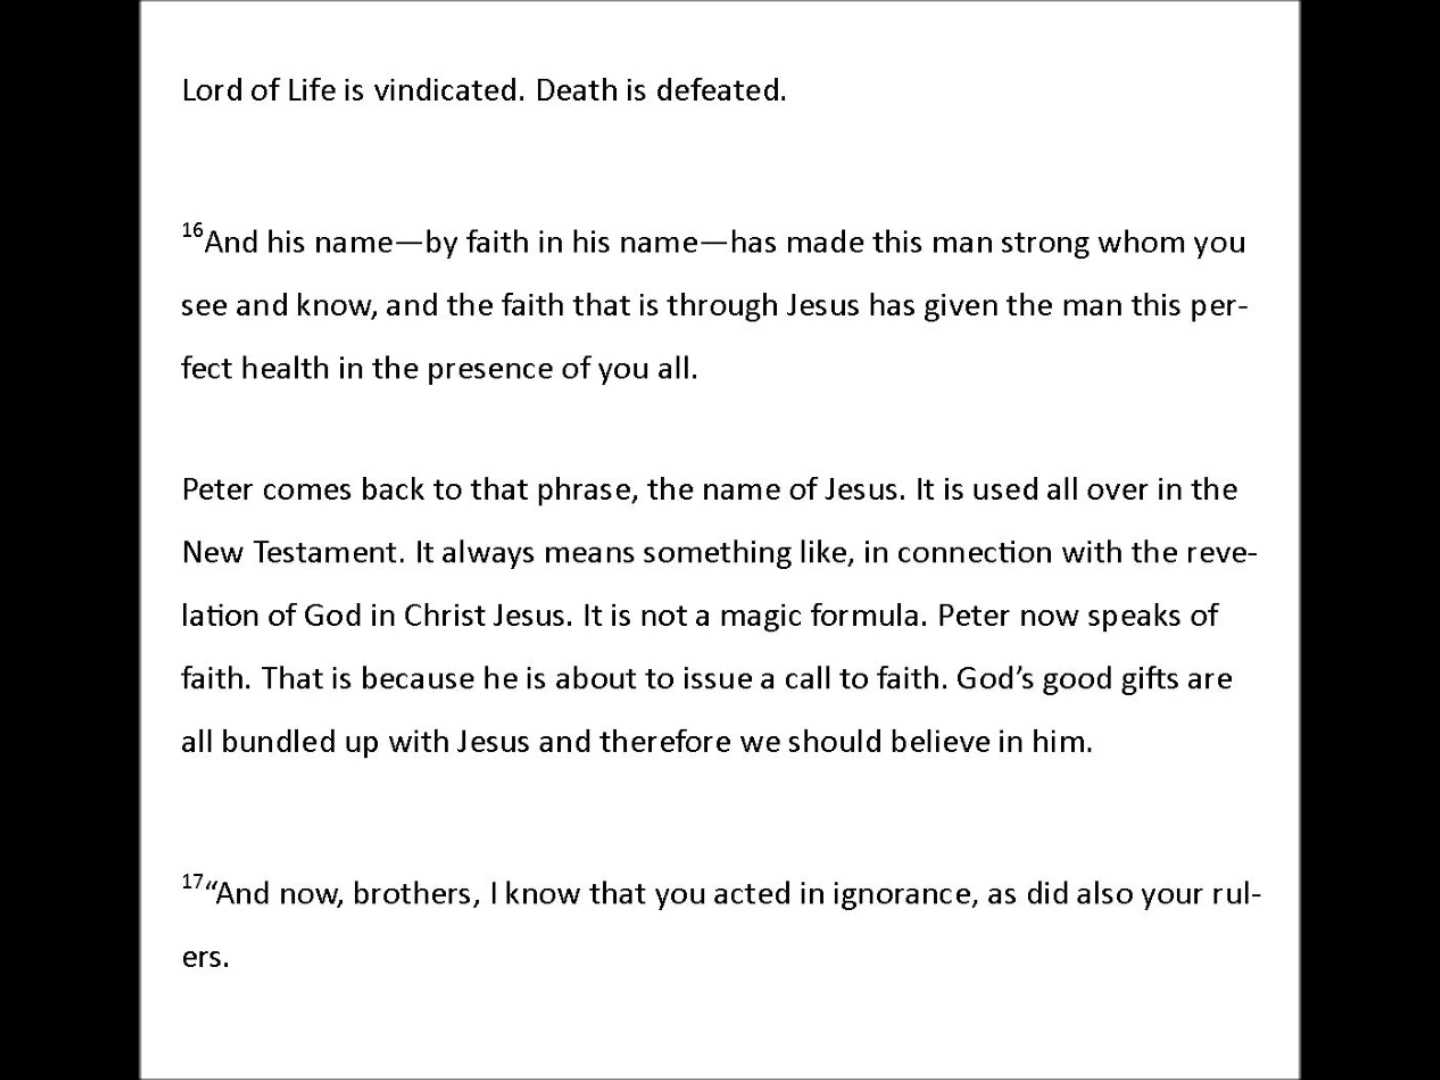 Lord of Life is vindicated. Death is defeated.
16And his name—by faith in his name—has made this man strong whom you
see and know, and the faith that is through Jesus has given the man this per-
fect health in the presence of you all.
Peter comes back to that phrase, the name of Jesus. It is used all over in the
New Testament. It always means something like, in connection with the reve-
lation of God in Christ Jesus. It is not a magic formula. Peter now speaks of
faith. That is because he is about to issue a call to faith. God’s good gifts are
all bundled up with Jesus and therefore we should believe in him.
17“And now, brothers, I know that you acted in ignorance, as did also your rul-
ers.